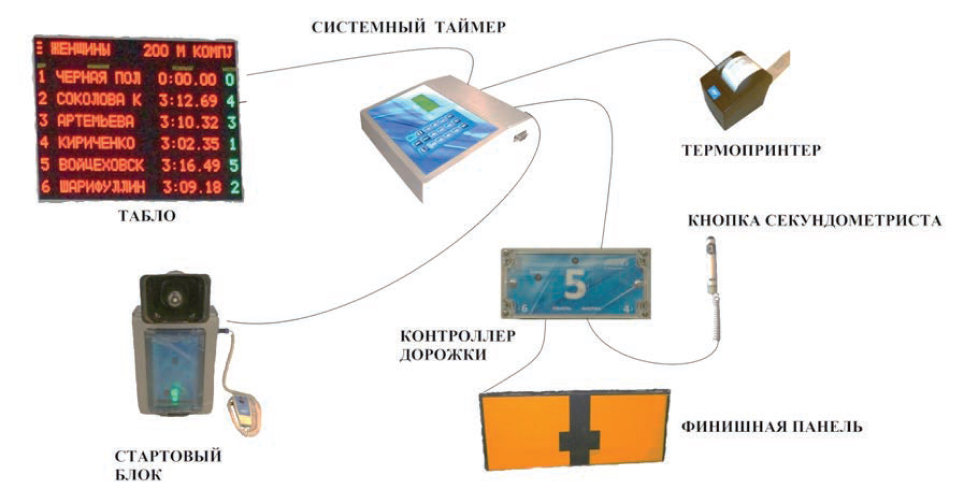 СИСТЕМНЫЙ ТАЙМЕР
ЖЕНЩИНЫ 200 М КОМПЛ
1 ЧЕРНАЯ ПОЛ 0:00.00 0
2 СОКОЛОВА К 3:12.69 4
3 АРТЕМЬЕВА 3:10.32 3
4 КИРИЧЕНКО 3:02.35 1
5 ВОЙЦЕХОВСК 3:16.49 5
6 ШАРИФУЛЛИН 3:09.18 2
ТАБЛО
ТЕРМОПРИНТЕР
КНОПКА СЕКУНДОМЕТРИСТА
5
6
4
КОНТРОЛЛЕР
ДОРОЖКИ
ФИНИШНАЯ ПАНЕЛЬ
СТАРТОВЫЙ
БЛОК